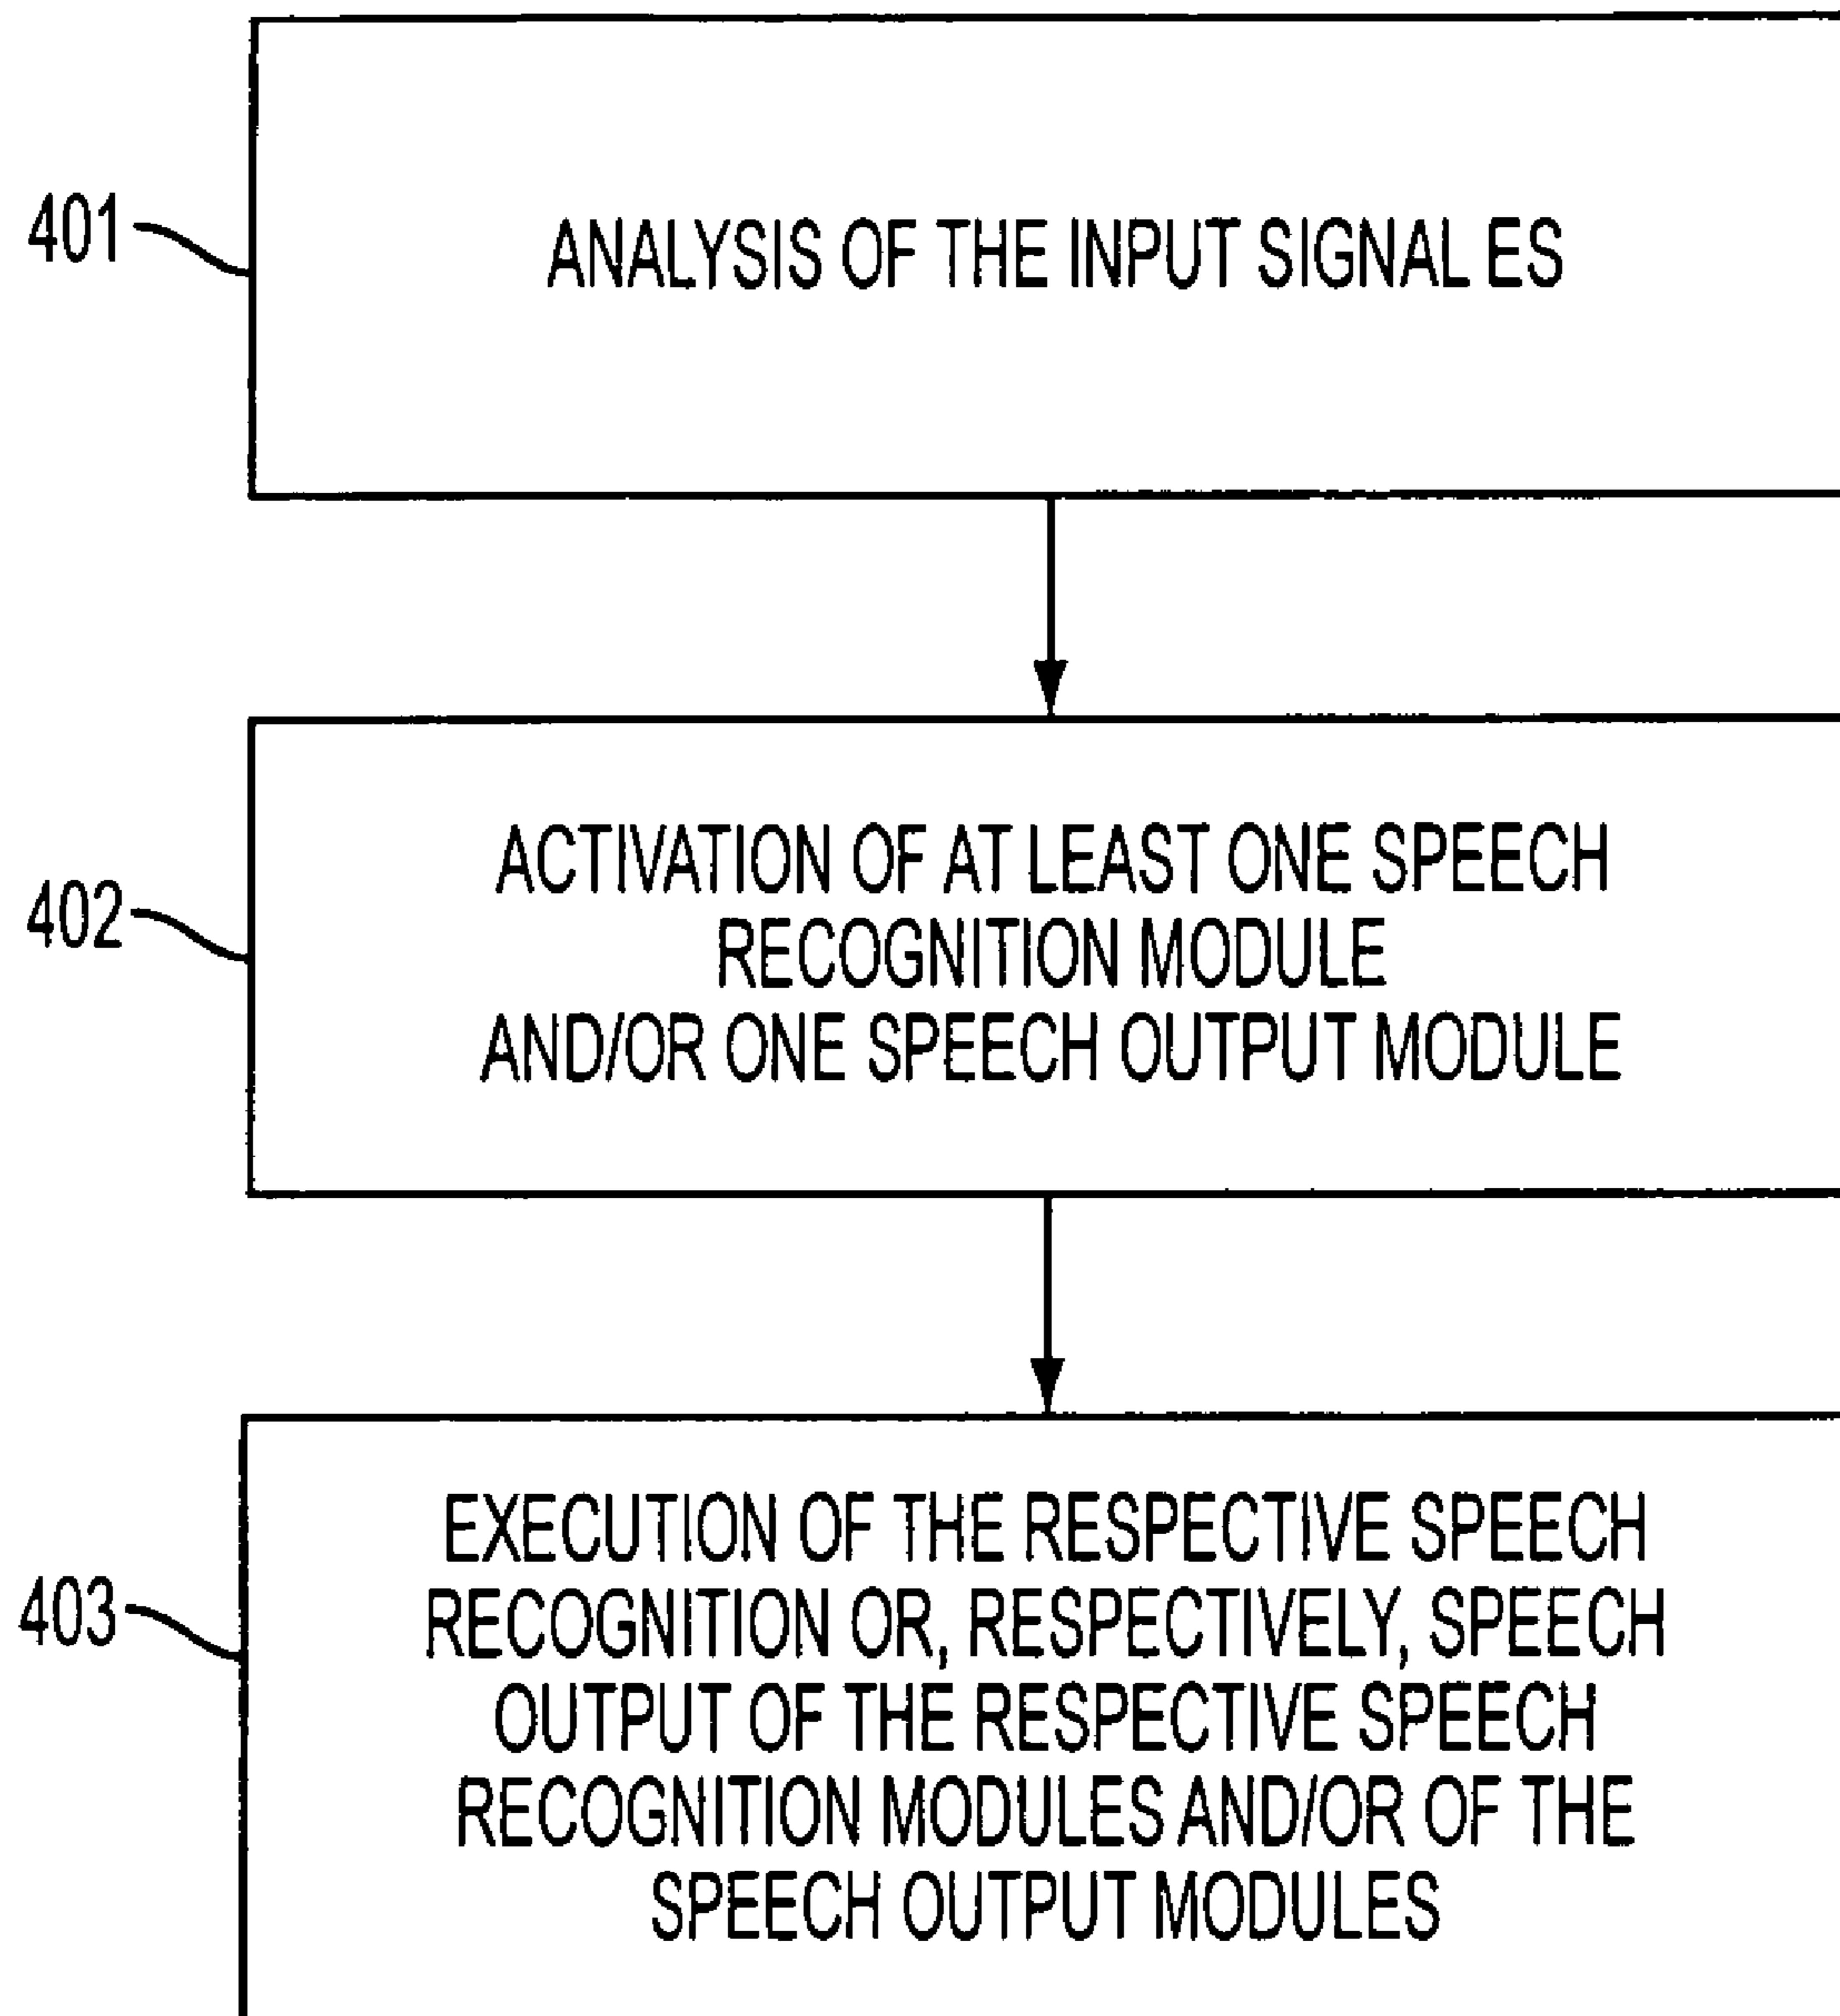 401
ANALYSIS OF THE INPUT SIGNAL ES
402
ACTIVATION OF AT LEAST ONE SPEECH
RECOGNITION MODULE
AND/OR ONE SPEECH OUTPUT MODULE
403
EXECUTION OF THE RESPECTIVE SPEECH
RECOGNITION OR, RESPECTIVELY, SPEECH
OUTPUT OF THE RESPECTIVE SPEECH
RECOGNITION MODULES AND/OR OF THE
SPEECH OUTPUT MODULES